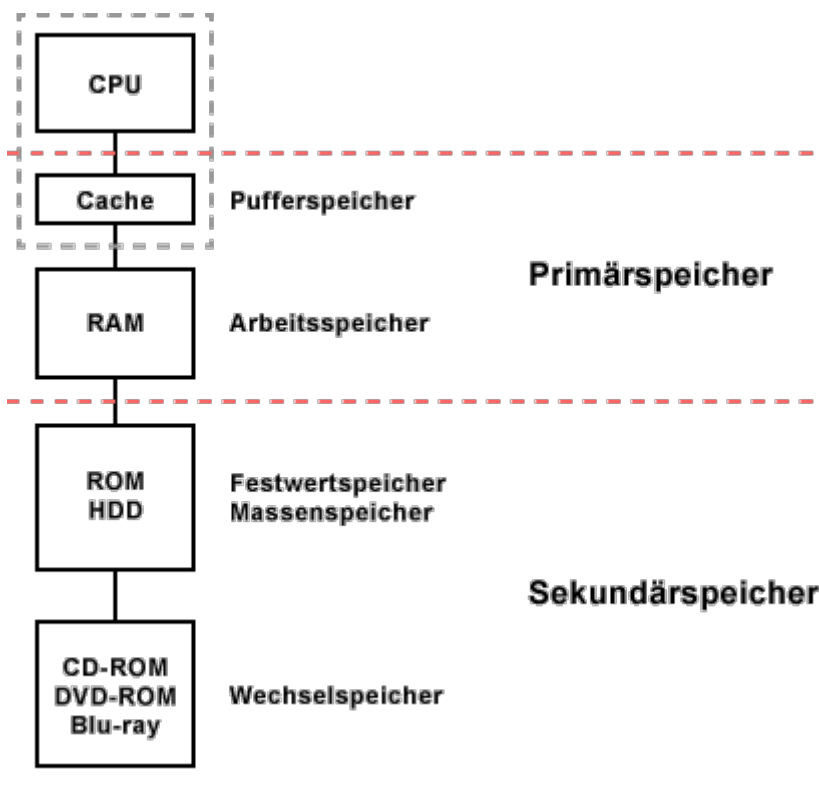 CPU
Cache
Pufferspeicher
Primärspeicher
RAM
Arbeitsspeicher
ROM
HDD
Festwertspeicher
Massenspeicher
Sekundärspeicher
CD-ROM
DVD-ROM
Blu-ray
Wechselspeicher